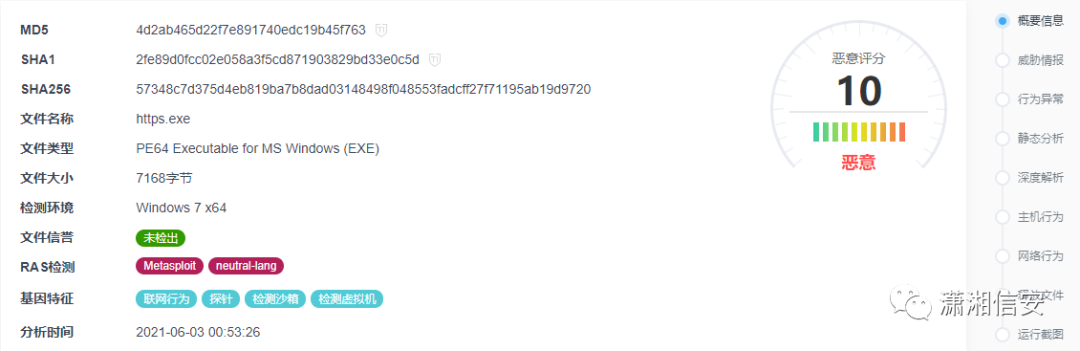 MD5 4d2ab465d22f7e891740edc19b45f763
SHA1 2fe89d0fcc02e058a3f5cd871903829bd33e0c5d
SHA256 57348c7d375d4eb819ba7b8dad03148498f048553fadcff27f71195ab19d9720
文件名称 https.exe
文件类型 PE64 Executable for MS Windows (EXE)
文件大小 7168字节
检测环境 Windows 7 x64
文件信誉 未检出
RAS检测 Metasploit neutral-lang
基因特征 联网行为 探针 检测沙箱 检测虚拟机
分析时间 2021-06-03 00:53:26
恶意评分
10
恶意
概要信息
威胁情报
行为异常
静态分析
深度解析
主机行为
网络行为
文件
运行截图
潇湘信安